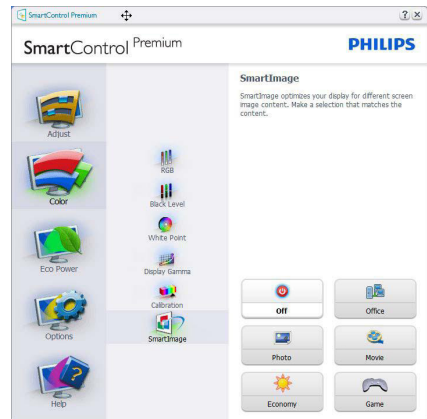 SmartControl Premium
SmartControl Premium
PHILIPS
Adjust
Color
Eco Power
Options
Help
RGB
Black Level
White Point
Display Gamma
Calibration
SmartImage
SmartImage
SmartImage optimizes your display for different screen
image content. Make a selection that matches the
content.
Off
Office
Photo
Movie
Economy
Game